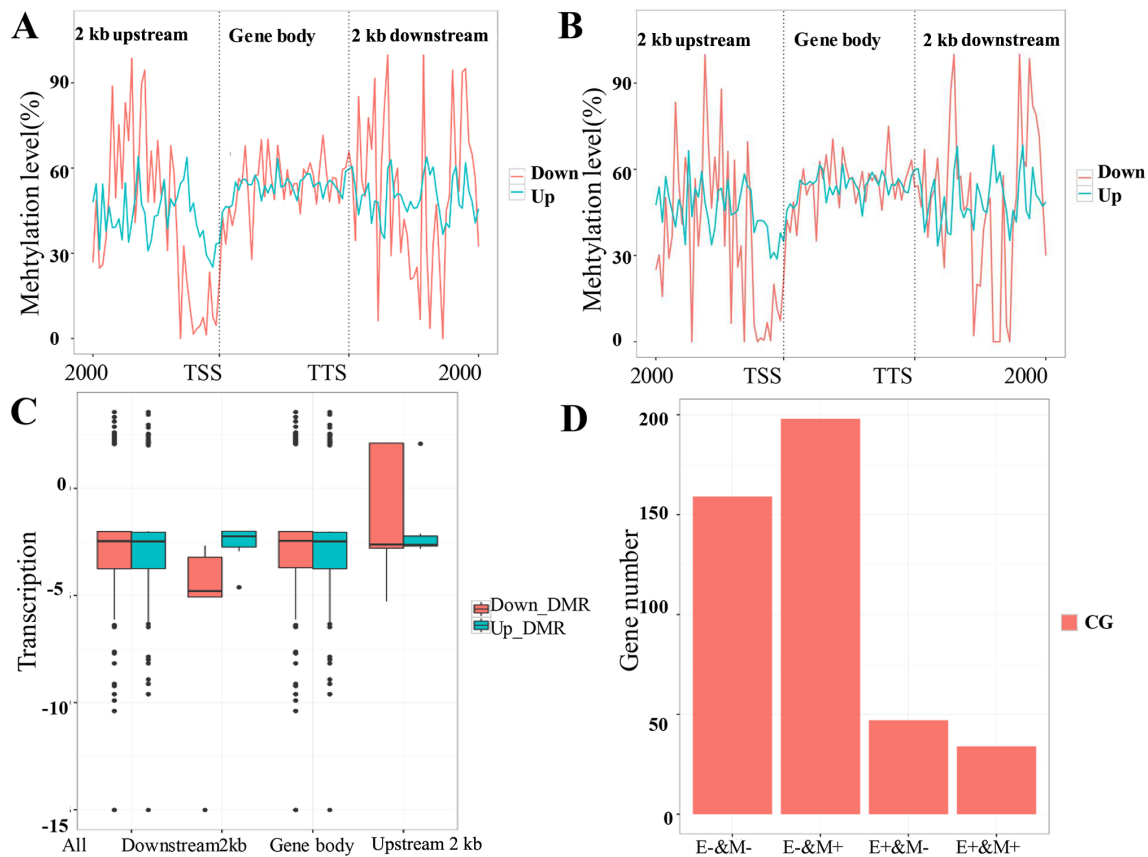 A
2 kb upstream
Gene body
2 kb downstream
Mehtylation level(%)
90
60
30
0
2000
TSS
TTS
2000
Down
Up
B
2 kb upstream
Gene body
2 kb downstream
Mehtylation level(%)
90
60
30
0
2000
TSS
TTS
2000
Down
Up
C
Transcription
0
-5
-10
-15
All
Downstream2kb
Gene body
Upstream 2 kb
Down_DMR
Up_DMR
D
Gene number
200
150
100
50
0
E-&M-
E-&M+
E+&M-
E+&M+
CG